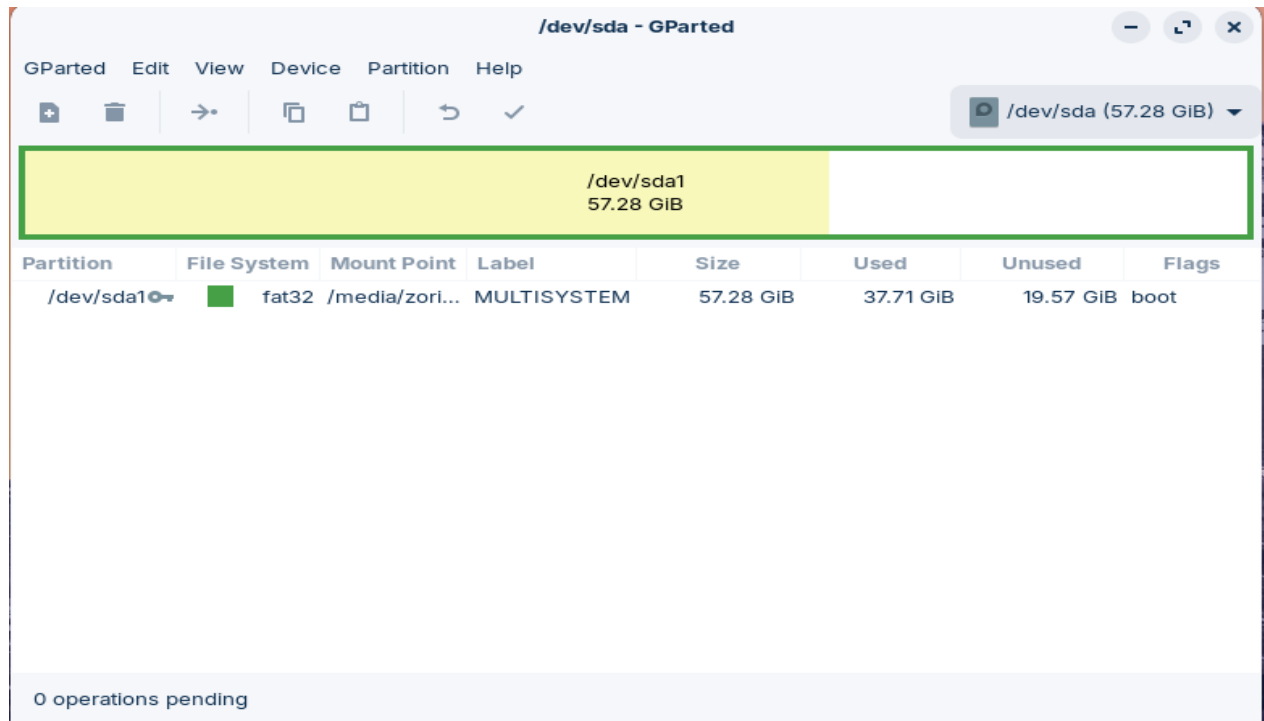 /dev/sda - GParted
GParted Edit View Device Partition Help
/dev/sda (57.28 GiB)
/dev/sda1
57.28 GiB
Partition File System Mount Point Label Size Used Unused Flags
/dev/sda1 fat32 /media/zori... MULTISYSTEM 57.28 GiB 37.71 GiB 19.57 GiB boot
0 operations pending